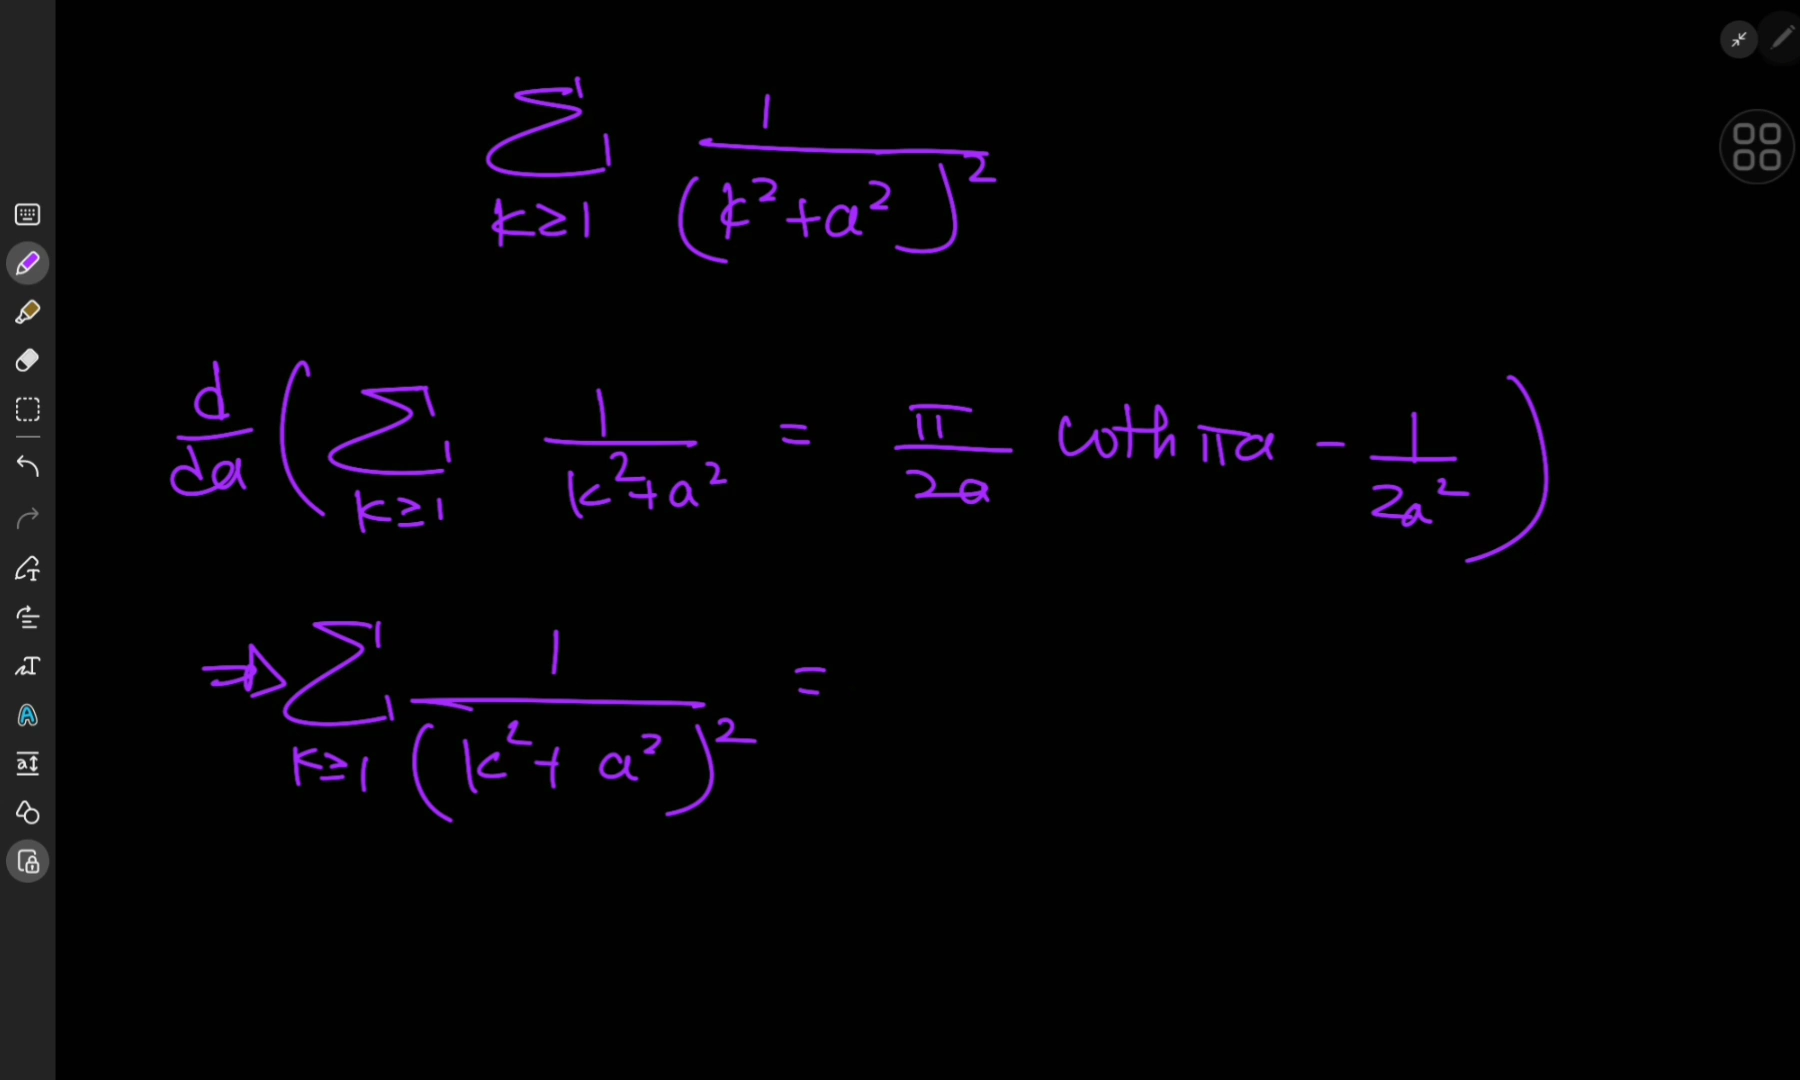 ∑_{k≥1} 1/(k²+a²)²
d/da ( ∑_{k≥1} 1/(k²+a²) = π/2a coth πa - 1/2a² )
⇒ ∑_{k≥1} 1/(k²+a²)² =